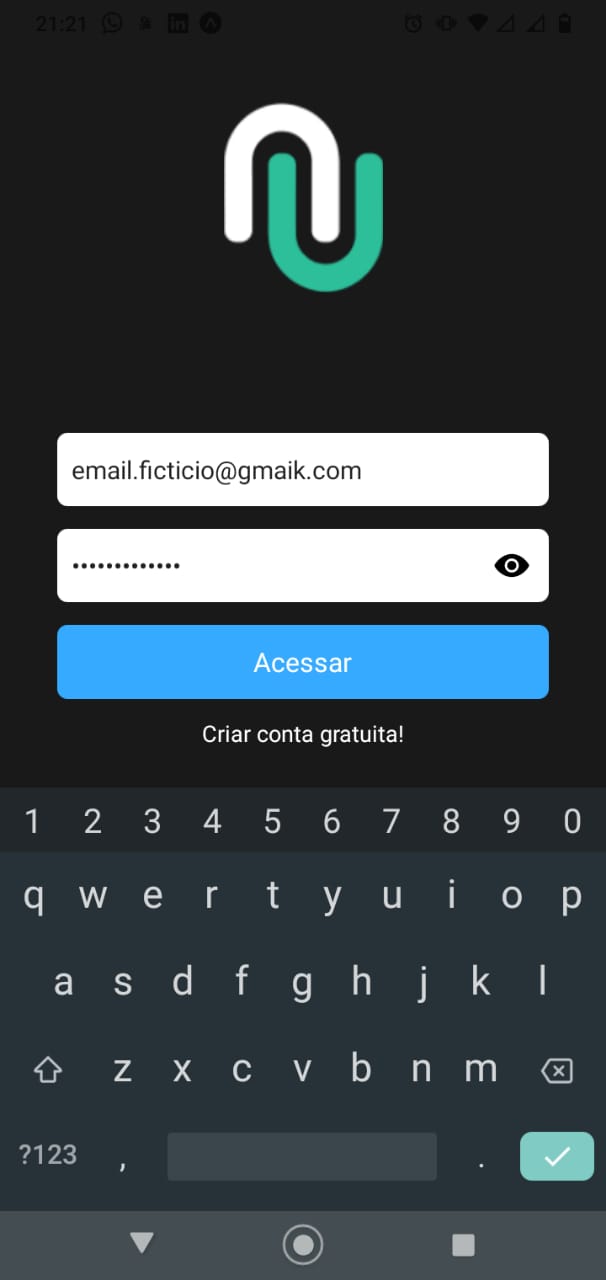 21:21
email.ficticio@gmaik.com
•••••••••••••
Acessar
Criar conta gratuita!
1 2 3 4 5 6 7 8 9 0
q w e r t y u i o p
a s d f g h j k l
z x c v b n m
?123 , .